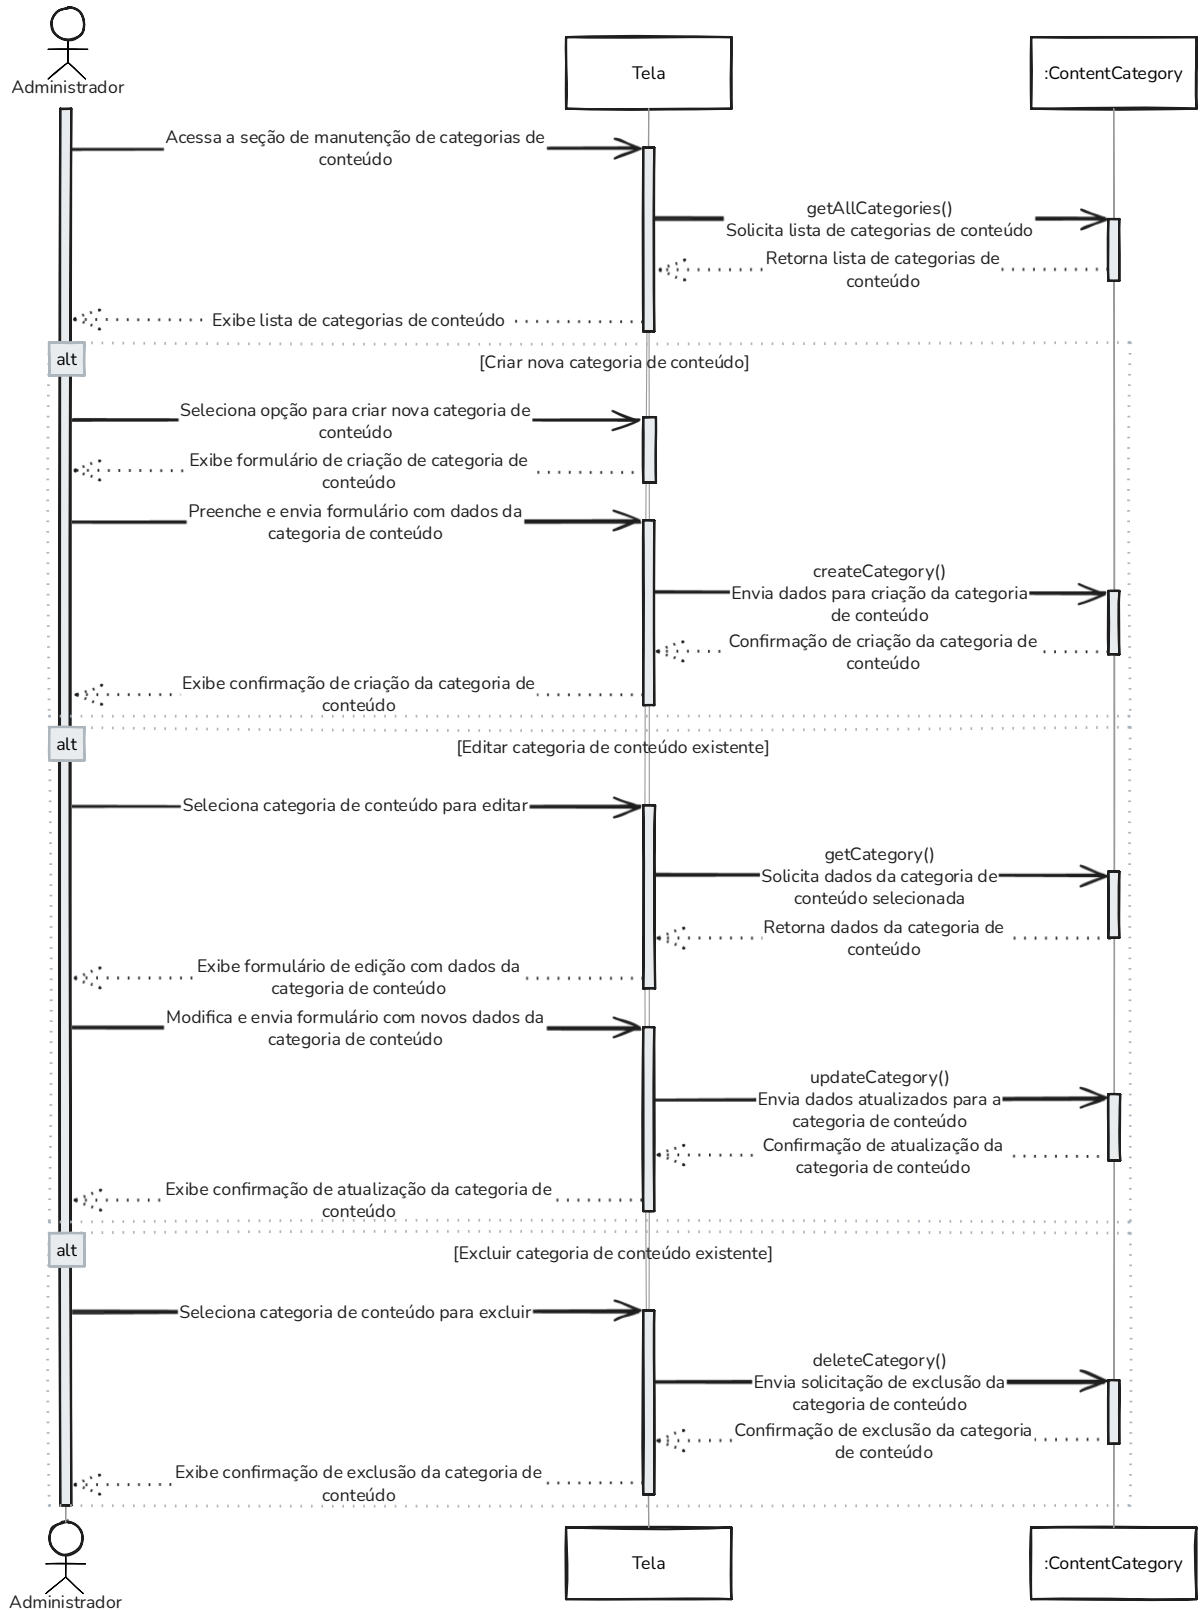 Administrador
Tela
:ContentCategory
Acessa a seção de manutenção de categorias de
conteúdo
getAllCategories()
Solicita lista de categorias de conteúdo
Retorna lista de categorias de
conteúdo
Exibe lista de categorias de conteúdo
alt
[Criar nova categoria de conteúdo]
Seleciona opção para criar nova categoria de
conteúdo
Exibe formulário de criação de categoria de
conteúdo
Preenche e envia formulário com dados da
categoria de conteúdo
createCategory()
Envia dados para criação da categoria
de conteúdo
Confirmação de criação da categoria de
conteúdo
Exibe confirmação de criação da categoria de
conteúdo
alt
[Editar categoria de conteúdo existente]
Seleciona categoria de conteúdo para editar
getCategory()
Solicita dados da categoria de
conteúdo selecionada
Retorna dados da categoria de
conteúdo
Exibe formulário de edição com dados da
categoria de conteúdo
Modifica e envia formulário com novos dados da
categoria de conteúdo
updateCategory()
Envia dados atualizados para a
categoria de conteúdo
Confirmação de atualização da
categoria de conteúdo
Exibe confirmação de atualização da categoria de
conteúdo
alt
[Excluir categoria de conteúdo existente]
Seleciona categoria de conteúdo para excluir
deleteCategory()
Envia solicitação de exclusão da
categoria de conteúdo
Confirmação de exclusão da categoria
de conteúdo
Exibe confirmação de exclusão da categoria de
conteúdo
Administrador
Tela
:ContentCategory